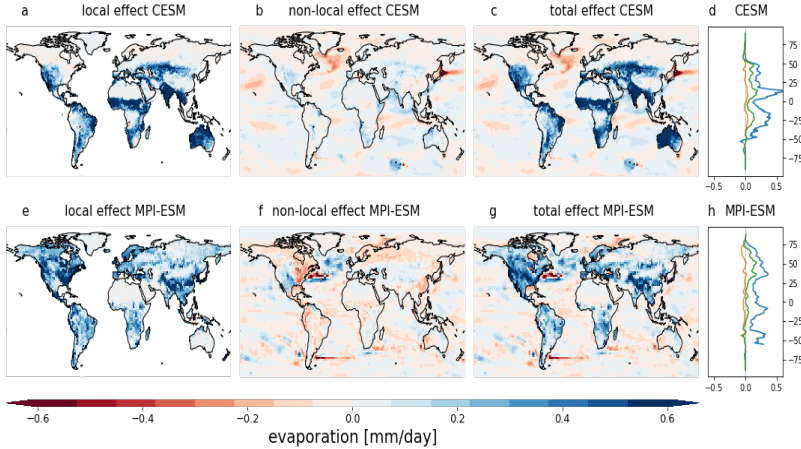 a local effect CESM b non-local effect CESM c total effect CESM d CESM
75
50
25
0
−25
−50
−75
−0.5 0.0 0.5
e local effect MPI-ESM f non-local effect MPI-ESM g total effect MPI-ESM h MPI-ESM
75
50
25
0
−25
−50
−75
−0.5 0.0 0.5
−0.6 −0.4 −0.2 0.0 0.2 0.4 0.6
evaporation [mm/day]